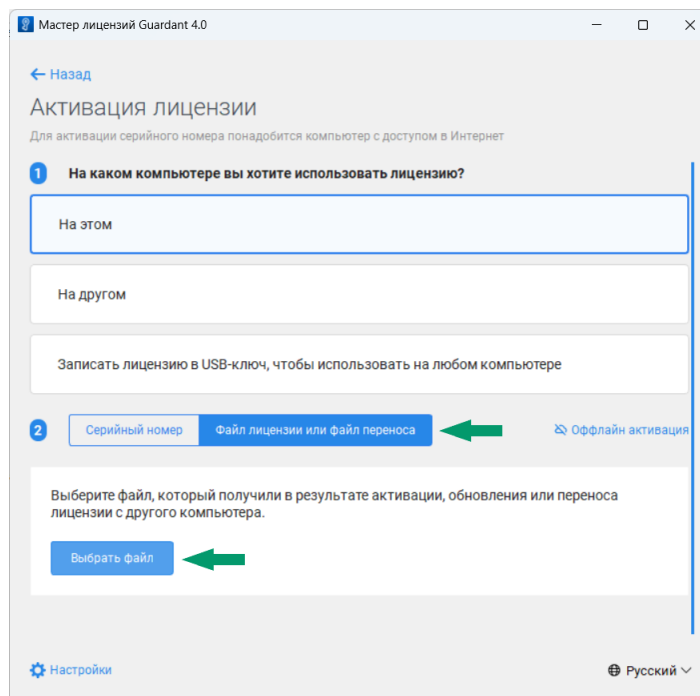 Мастер лицензий Guardant 4.0
Назад
Активация лицензии
Для активации серийного номера понадобится компьютер с доступом в Интернет
1 На каком компьютере вы хотите использовать лицензию?
На этом
На другом
Записать лицензию в USB-ключ, чтобы использовать на любом компьютере
2 Серийный номер Файл лицензии или файл переноса Оффлайн активация
Выберите файл, который получили в результате активации, обновления или переноса
лицензии с другого компьютера.
Выбрать файл
Настройки Русский